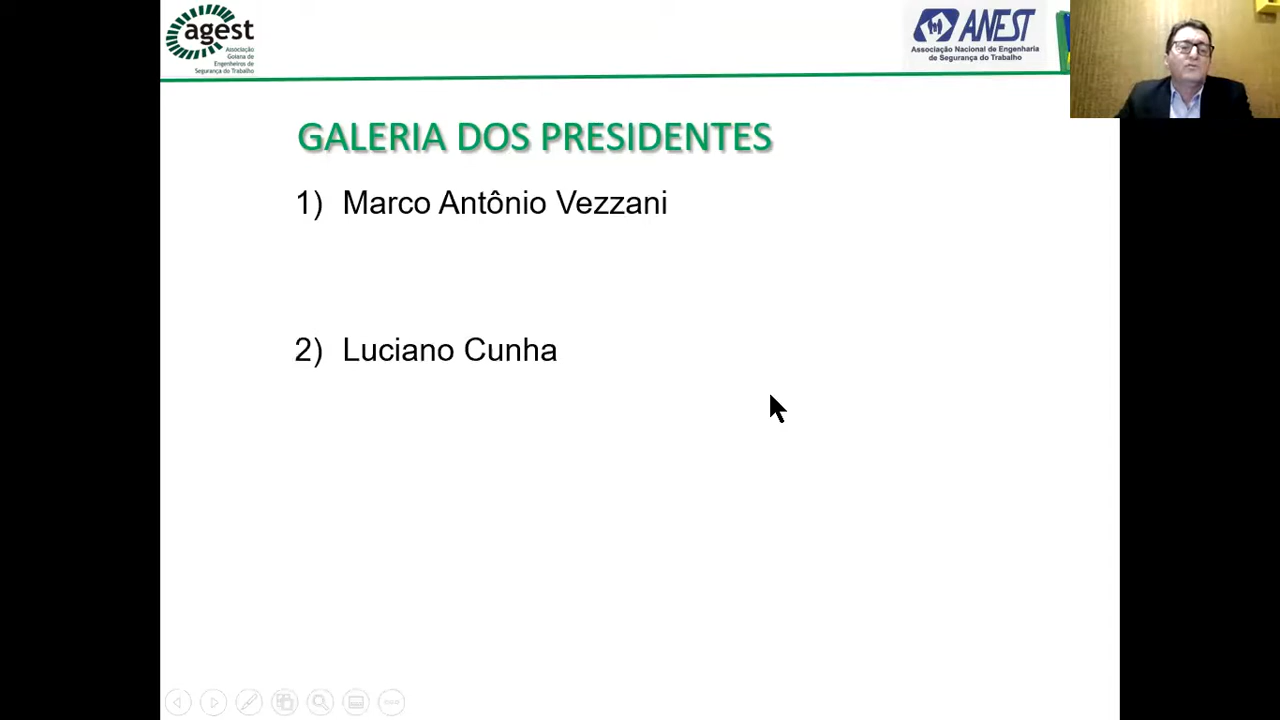 agest
Associação
Goiana de
Engenheiros de
Segurança do Trabalho
ANEST
Associação Nacional de Engenharia
de Segurança do Trabalho
GALERIA DOS PRESIDENTES
1) Marco Antônio Vezzani
2) Luciano Cunha